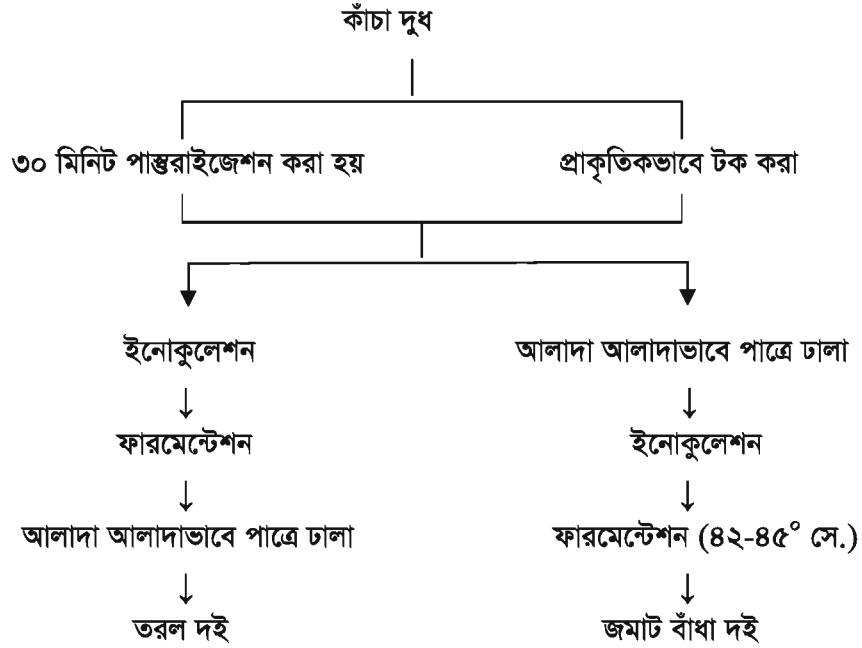 কাঁচা দুধ
৩০ মিনিট পাস্তুরাইজেশন করা হয়
প্রাকৃতিকভাবে টক করা
ইনোকুলেশন
আলাদা আলাদাভাবে পাত্রে ঢালা
ফারমেন্টেশন
ইনোকুলেশন
আলাদা আলাদাভাবে পাত্রে ঢালা
ফারমেন্টেশন (৪২-৪৫° সে.)
তরল দই
জমাট বাঁধা দই